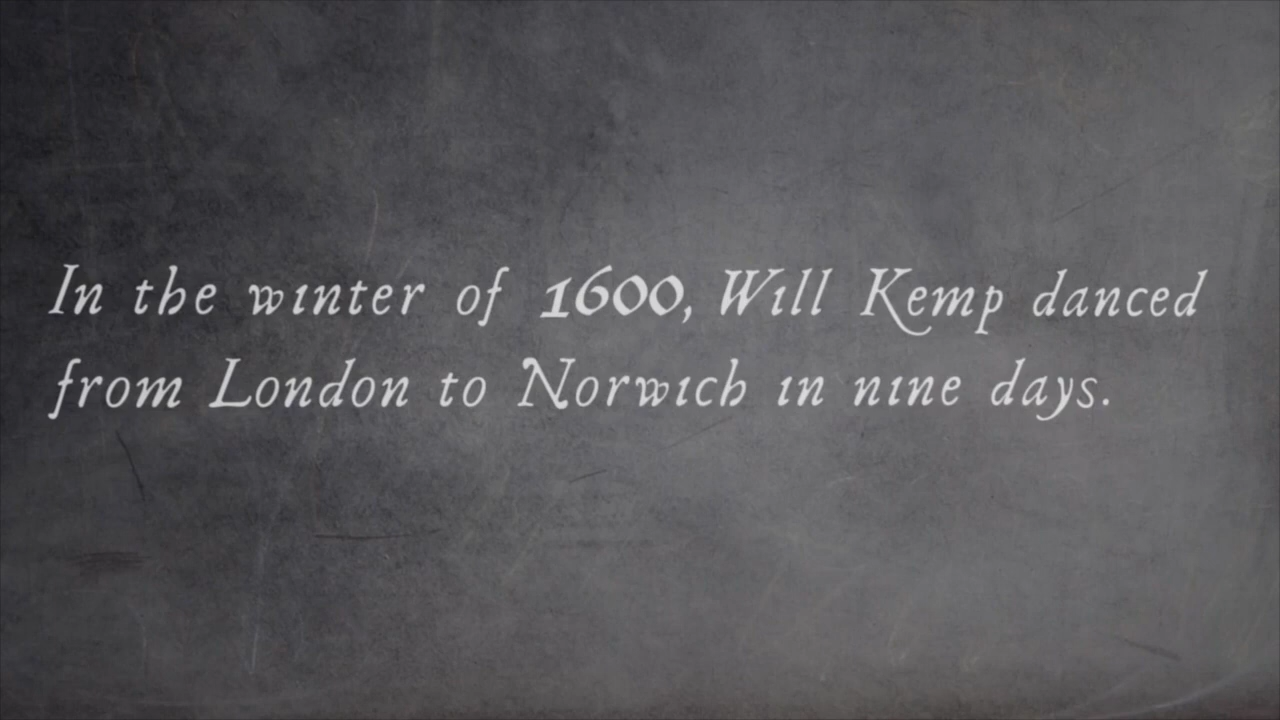 In the winter of 1600, Will Kemp danced
from London to Norwich in nine days.